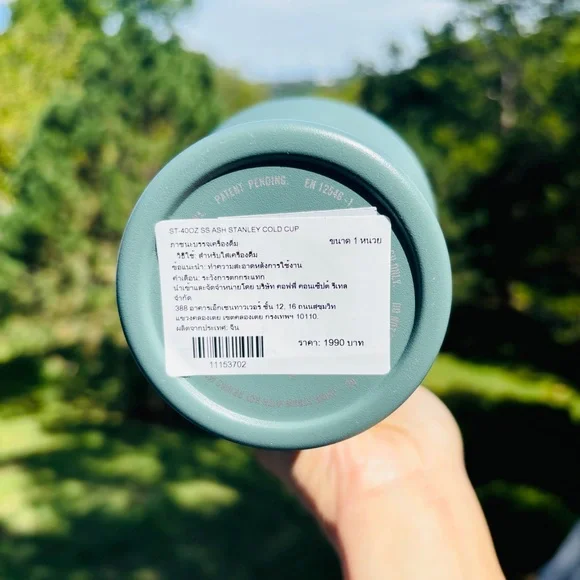 PATENT PENDING. EN 12546-1
ST-40OZ SS ASH STANLEY COLD CUP
ภาชนะบรรจุเครื่องดื่ม ขนาด 1 หน่วย
วิธีใช้: สำหรับใส่เครื่องดื่ม
ข้อแนะนำ: ทำความสะอาดหลังการใช้งาน
คำเตือน: ระวังการตกกระแทก
นำเข้าและจัดจำหน่ายโดย บริษัท คอฟฟี่ คอนเซ็ปต์ รีเทล
จำกัด
388 อาคารเอ็กเชนทาวเวอร์ ชั้น 12, 16 ถนนสุขุมวิท
แขวงคลองเตย เขตคลองเตย กรุงเทพฯ 10110.
ผลิตจากประเทศ: จีน
ราคา: 1990 บาท
11153702